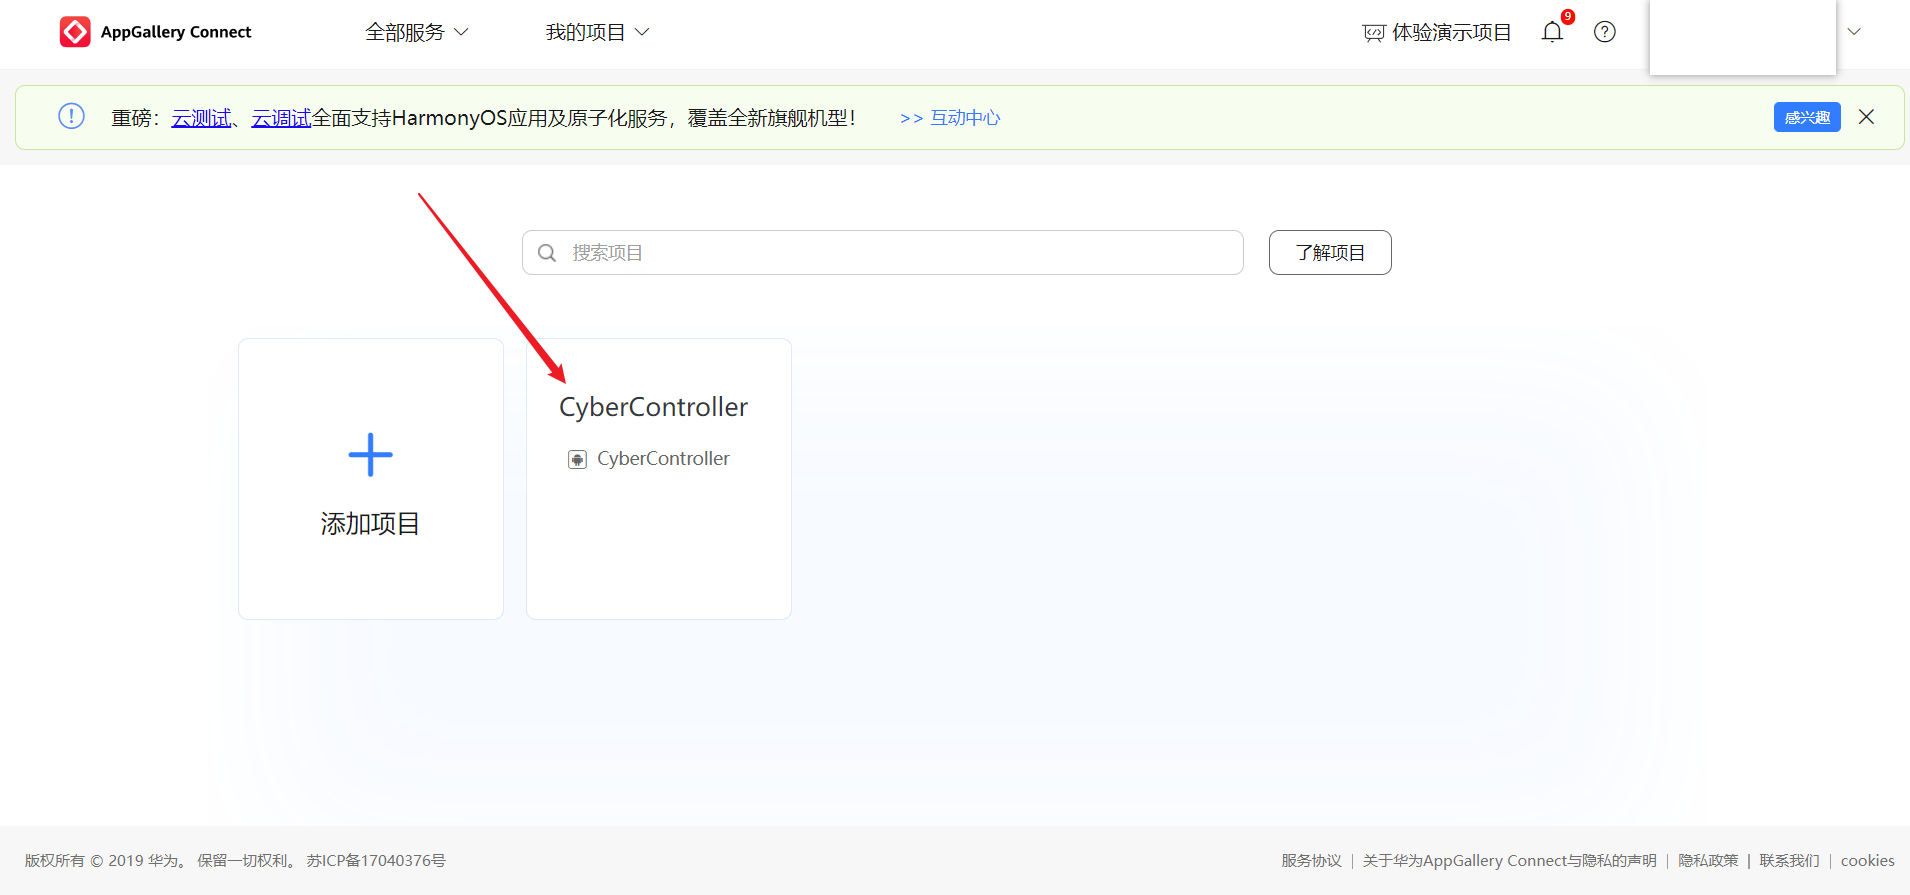 AppGallery Connect 全部服务 我的项目 体验演示项目 9
重磅：云测试、云调试全面支持HarmonyOS应用及原子化服务，覆盖全新旗舰机型！ >> 互动中心 感兴趣
搜索项目 了解项目
CyberController
CyberController
添加项目
版权所有 © 2019 华为。 保留一切权利。 苏ICP备17040376号 服务协议 | 关于华为AppGallery Connect与隐私的声明 | 隐私政策 | 联系我们 | cookies